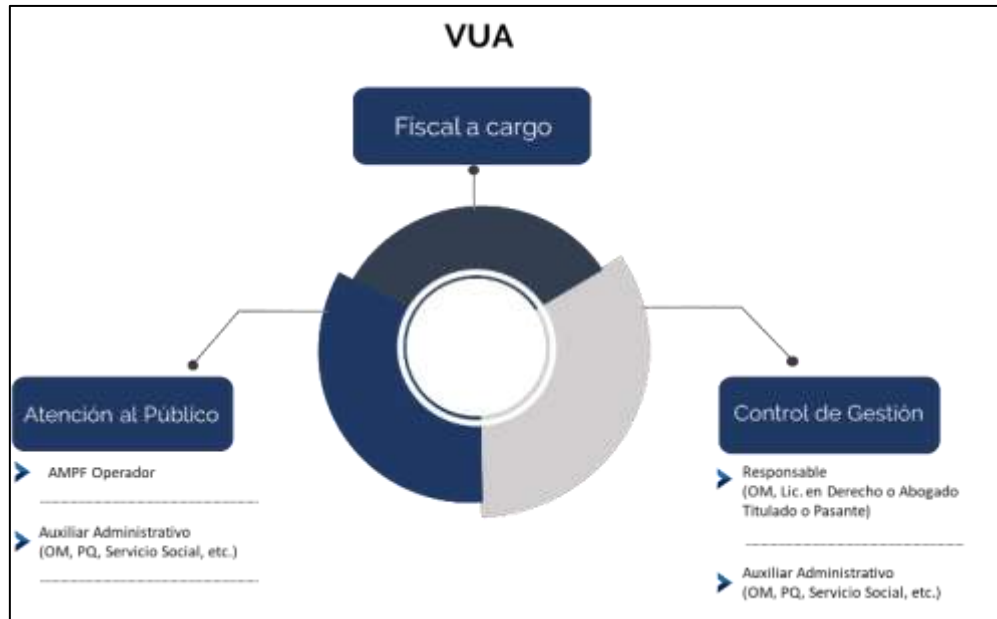 VUA
Fiscal a cargo
Atención al Público
AMPF Operador
Auxiliar Administrativo
(OM, PQ, Servicio Social, etc.)
Control de Gestión
Responsable
(OM, Lic. en Derecho o Abogado
Titulado o Pasante)
Auxiliar Administrativo
(OM, PQ, Servicio Social, etc.)